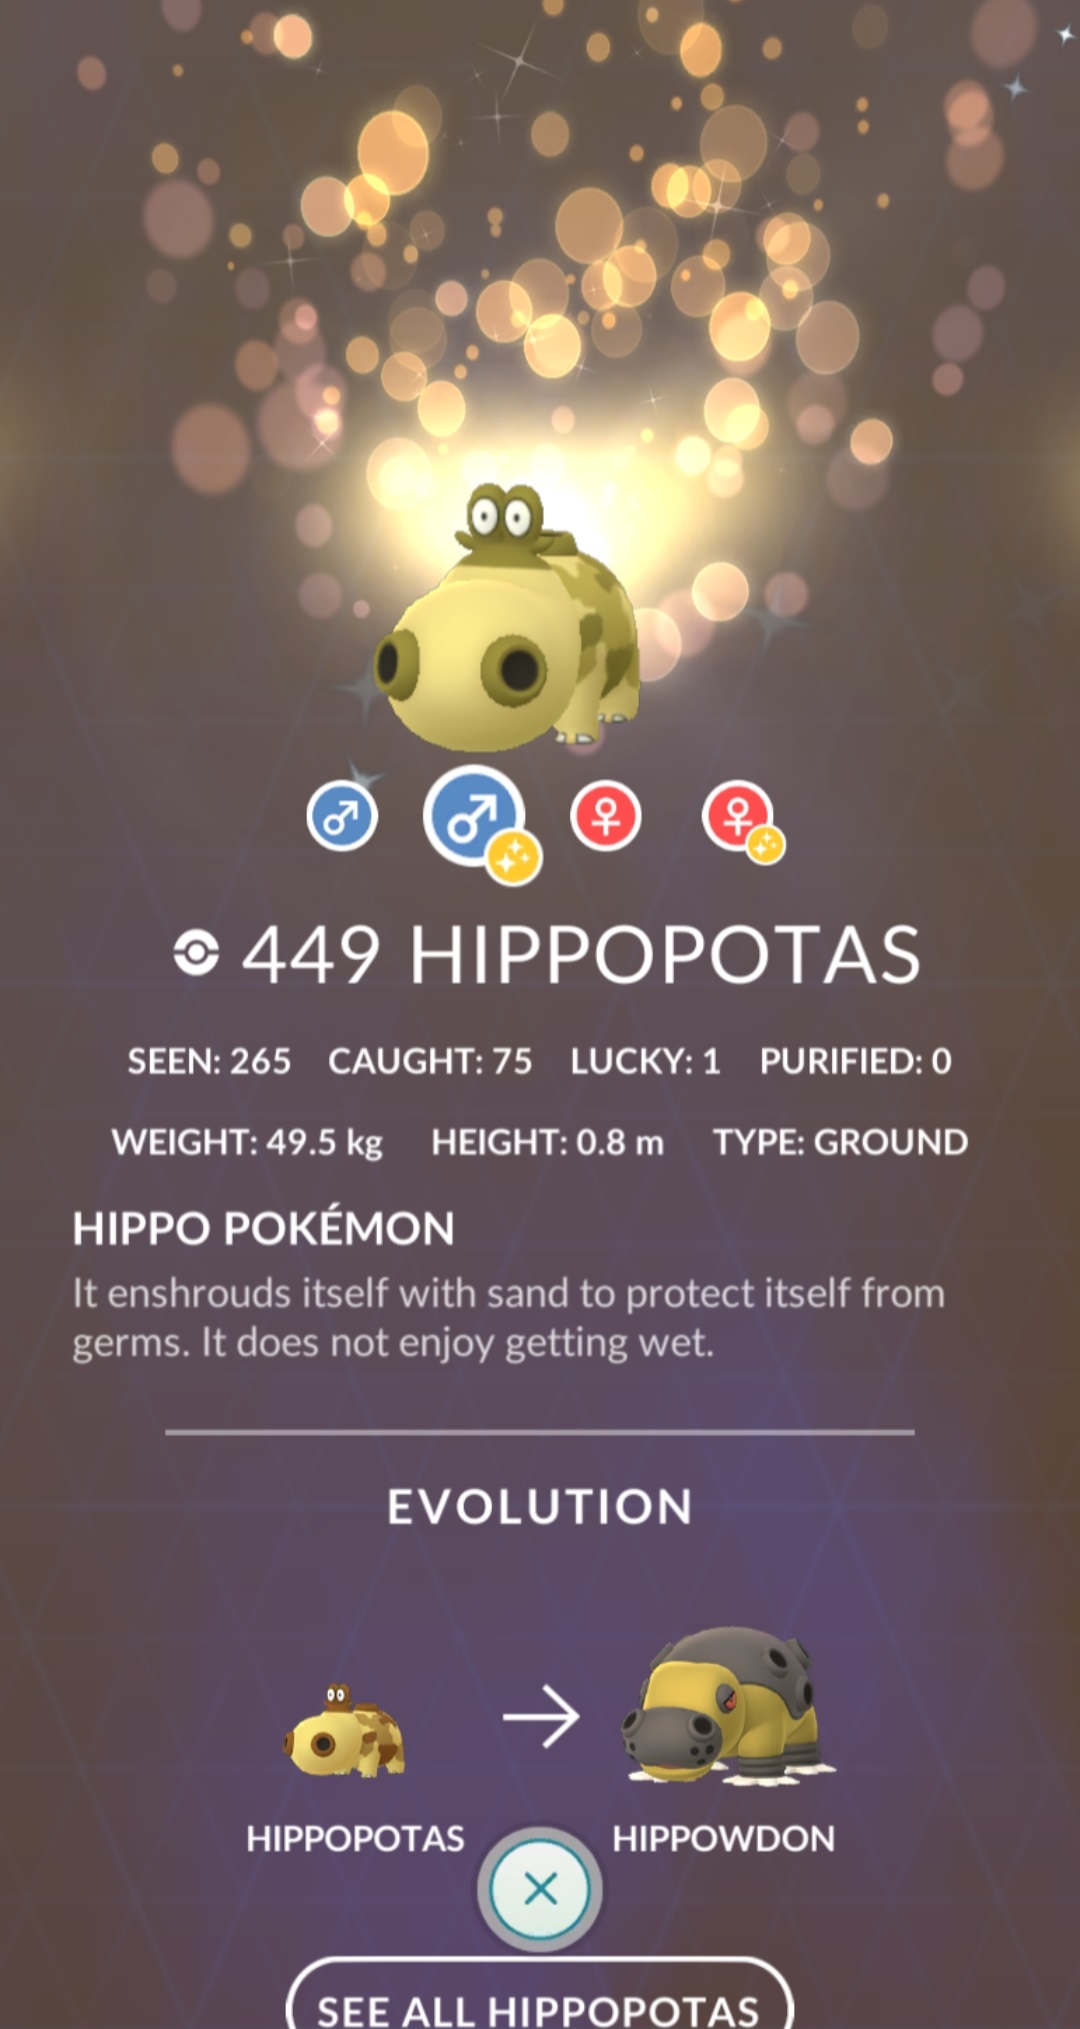 449 HIPPOPOTAS
SEEN: 265 CAUGHT: 75 LUCKY: 1 PURIFIED: 0
WEIGHT: 49.5 kg HEIGHT: 0.8 m TYPE: GROUND
HIPPO POKÉMON
It enshrouds itself with sand to protect itself from
germs. It does not enjoy getting wet.
EVOLUTION
HIPPOPOTAS HIPPOWDON
SEE ALL HIPPOPOTAS